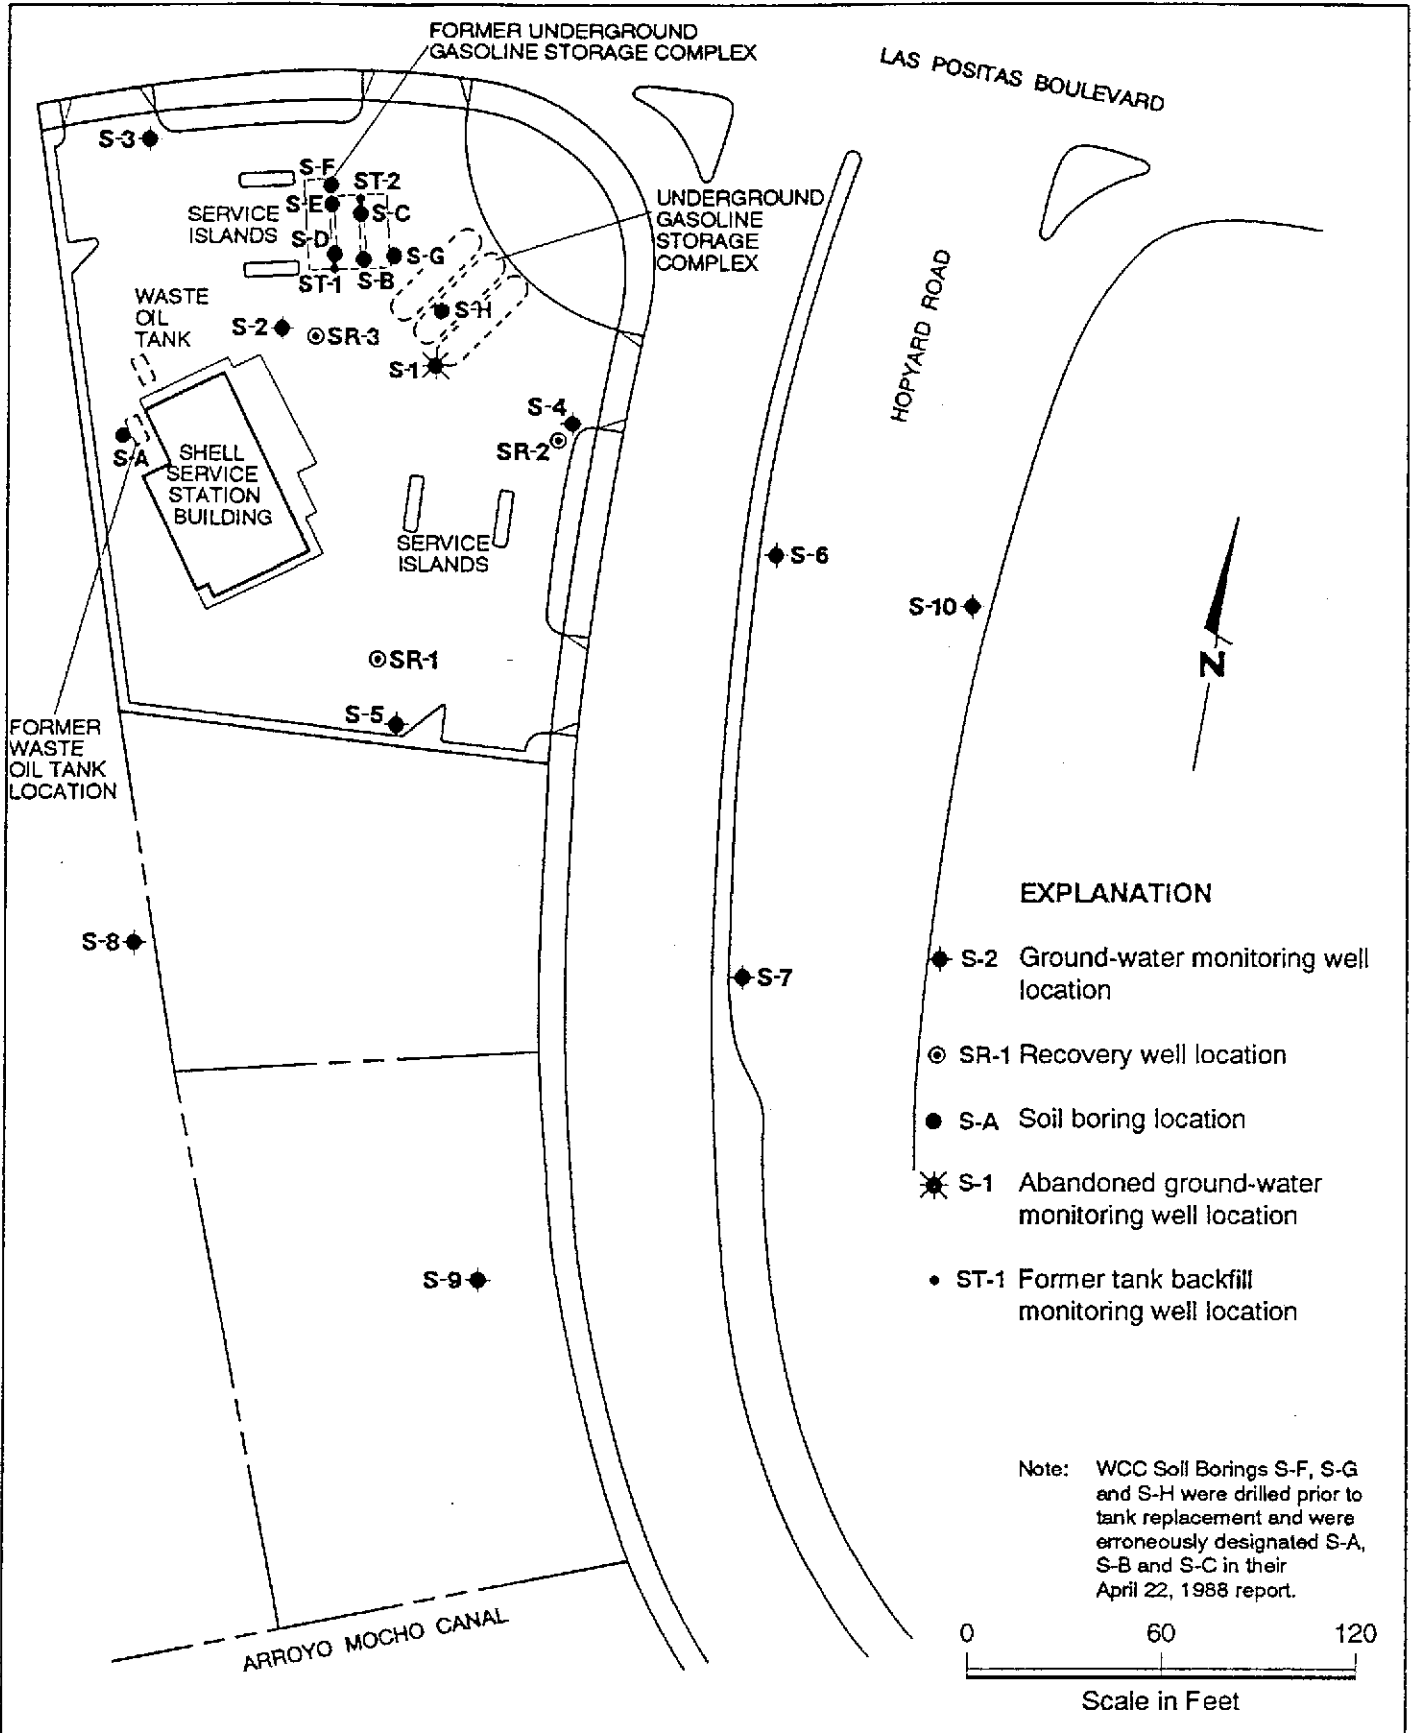 FORMER UNDERGROUND
GASOLINE STORAGE COMPLEX
LAS POSITAS BOULEVARD
S-3
S-F
ST-2
S-E
S-C
SERVICE
ISLANDS
S-D
S-G
ST-1
S-B
UNDERGROUND
GASOLINE
STORAGE
COMPLEX
HOPYARD ROAD
WASTE
OIL
TANK
S-2
SR-3
S-H
S-1
S-4
SR-2
S-A
SHELL
SERVICE
STATION
BUILDING
SERVICE
ISLANDS
S-6
S-10
N
SR-1
S-5
FORMER
WASTE
OIL TANK
LOCATION
S-8
S-7
S-9
EXPLANATION
S-2 Ground-water monitoring well
location
SR-1 Recovery well location
S-A Soil boring location
S-1 Abandoned ground-water
monitoring well location
ST-1 Former tank backfill
monitoring well location
Note: WCC Soil Borings S-F, S-G
and S-H were drilled prior to
tank replacement and were
erroneously designated S-A,
S-B and S-C in their
April 22, 1988 report.
0 60 120
Scale in Feet
ARROYO MOCHO CANAL